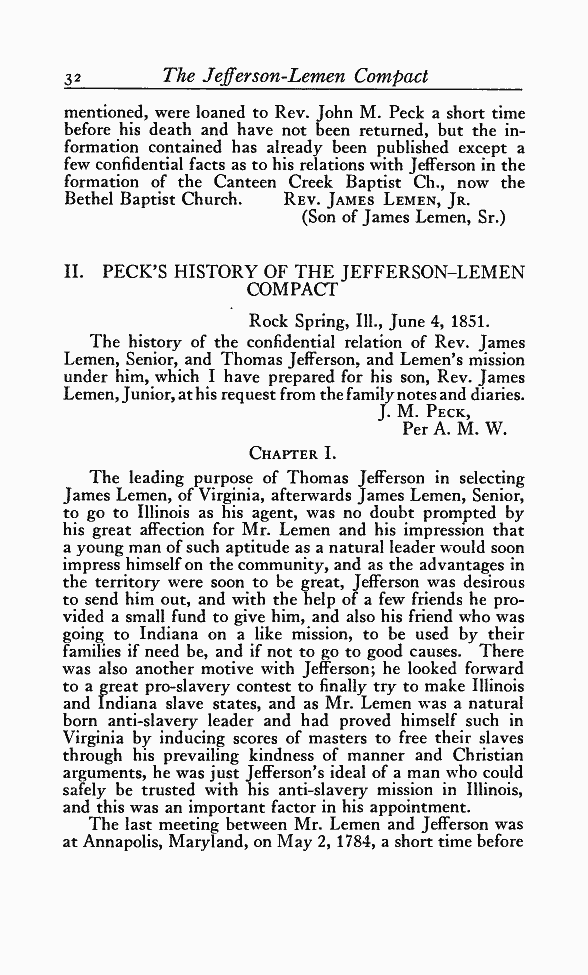 32 The Jefferson-Lemen Compact
mentioned, were loaned to Rev. John M. Peck a short time
before his death and have not been returned, but the in-
formation contained has already been published except a
few confidential facts as to his relations with Jefferson in the
formation of the Canteen Creek Baptist Ch., now the
Bethel Baptist Church. REV. JAMES LEMEN, JR.
(Son of James Lemen, Sr.)
II. PECK'S HISTORY OF THE JEFFERSON–LEMEN
COMPACT
Rock Spring, Ill., June 4, 1851.
The history of the confidential relation of Rev. James
Lemen, Senior, and Thomas Jefferson, and Lemen's mission
under him, which I have prepared for his son, Rev. James
Lemen, Junior, at his request from the family notes and diaries.
J. M. PECK,
Per A. M. W.
CHAPTER I.
The leading purpose of Thomas Jefferson in selecting
James Lemen, of Virginia, afterwards James Lemen, Senior,
to go to Illinois as his agent, was no doubt prompted by
his great affection for Mr. Lemen and his impression that
a young man of such aptitude as a natural leader would soon
impress himself on the community, and as the advantages in
the territory were soon to be great, Jefferson was desirous
to send him out, and with the help of a few friends he pro-
vided a small fund to give him, and also his friend who was
going to Indiana on a like mission, to be used by their
families if need be, and if not to go to good causes. There
was also another motive with Jefferson; he looked forward
to a great pro-slavery contest to finally try to make Illinois
and Indiana slave states, and as Mr. Lemen was a natural
born anti-slavery leader and had proved himself such in
Virginia by inducing scores of masters to free their slaves
through his prevailing kindness of manner and Christian
arguments, he was just Jefferson's ideal of a man who could
safely be trusted with his anti-slavery mission in Illinois,
and this was an important factor in his appointment.
The last meeting between Mr. Lemen and Jefferson was
at Annapolis, Maryland, on May 2, 1784, a short time before